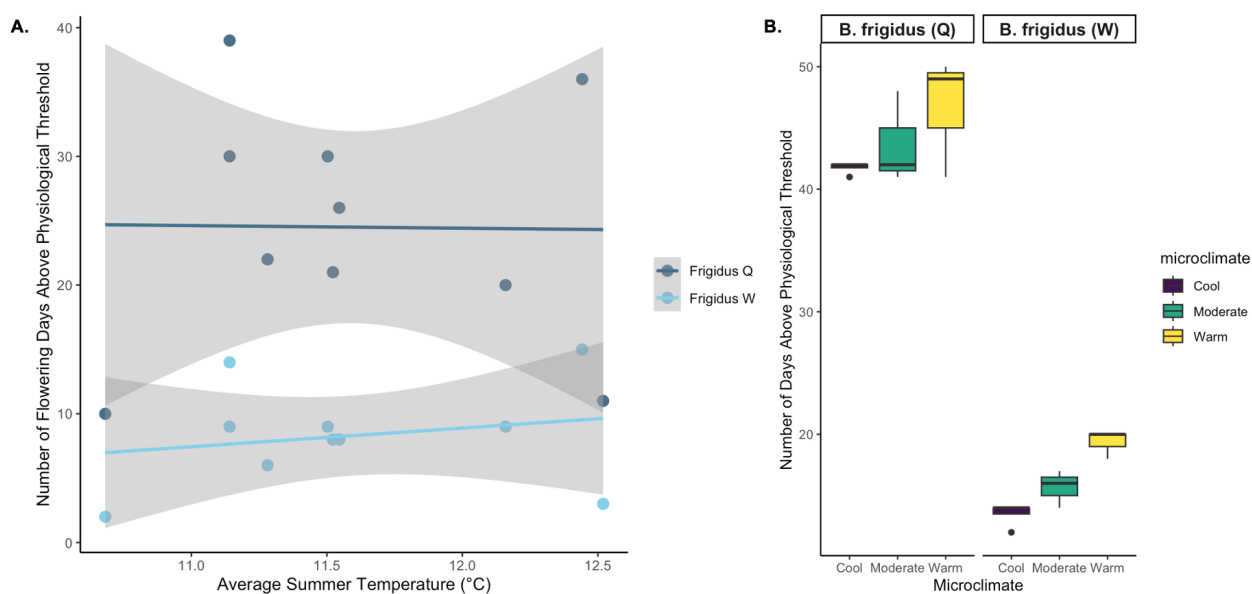 A.
Number of Flowering Days Above Physiological Threshold
40
30
20
10
0
11.0
11.5
12.0
12.5
Average Summer Temperature (°C)
Frigidus Q
Frigidus W
B.
B. frigidus (Q)
B. frigidus (W)
Number of Days Above Physiological Threshold
50
40
30
20
Cool Moderate Warm
Cool Moderate Warm
Microclimate
microclimate
Cool
Moderate
Warm